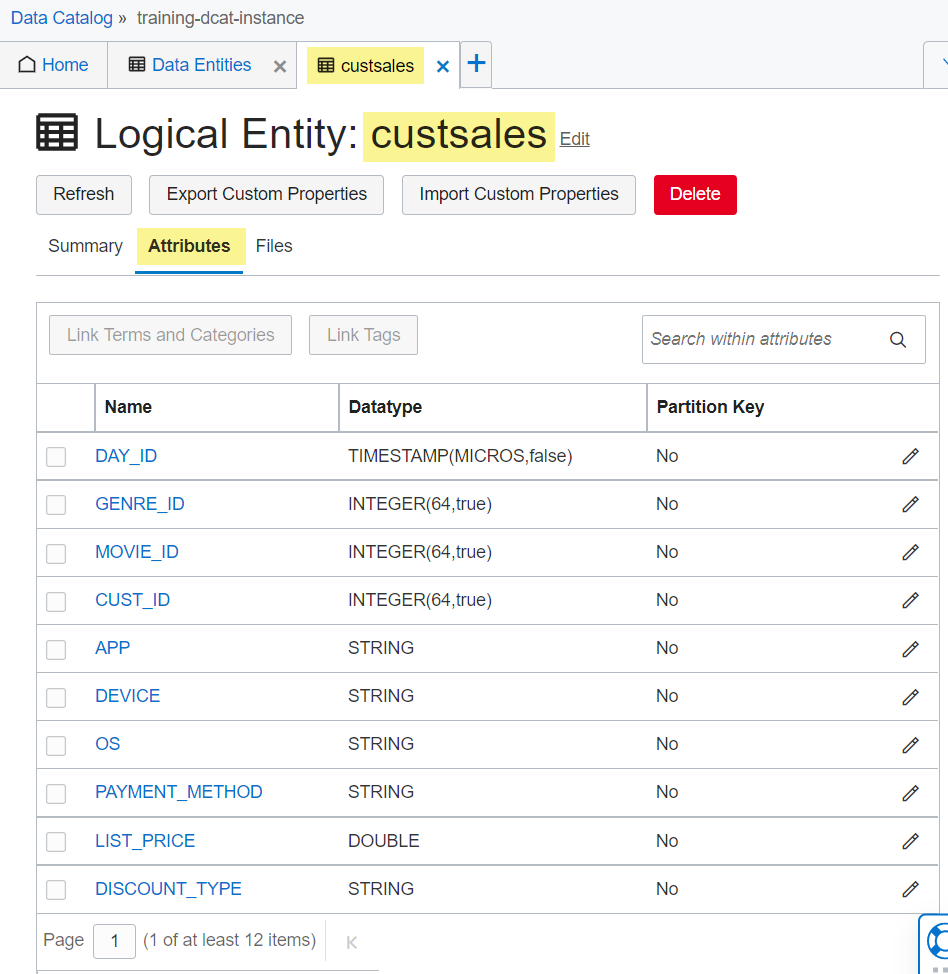 Data Catalog » training-dcat-instance
Home Data Entities custsales
Logical Entity: custsales Edit
Refresh Export Custom Properties Import Custom Properties Delete
Summary Attributes Files
Link Terms and Categories Link Tags Search within attributes
Name Datatype Partition Key
DAY_ID TIMESTAMP(MICROS,false) No
GENRE_ID INTEGER(64,true) No
MOVIE_ID INTEGER(64,true) No
CUST_ID INTEGER(64,true) No
APP STRING No
DEVICE STRING No
OS STRING No
PAYMENT_METHOD STRING No
LIST_PRICE DOUBLE No
DISCOUNT_TYPE STRING No
Page 1 (1 of at least 12 items)